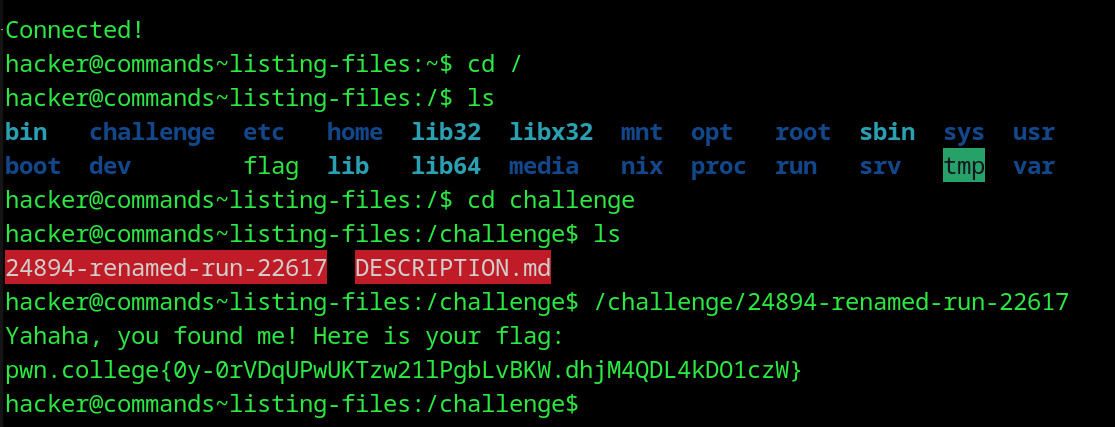 Connected!
hacker@commands~listing-files:~$ cd /
hacker@commands~listing-files:/$ ls
bin challenge etc home lib32 libx32 mnt opt root sbin sys usr
boot dev flag lib lib64 media nix proc run srv tmp var
hacker@commands~listing-files:/$ cd challenge
hacker@commands~listing-files:/challenge$ ls
24894-renamed-run-22617 DESCRIPTION.md
hacker@commands~listing-files:/challenge$ /challenge/24894-renamed-run-22617
Yahaha, you found me! Here is your flag:
pwn.college{0y-0rVDqUPwUKTzw21lPgbLvBKW.dhjM4QDL4kDO1czW}
hacker@commands~listing-files:/challenge$